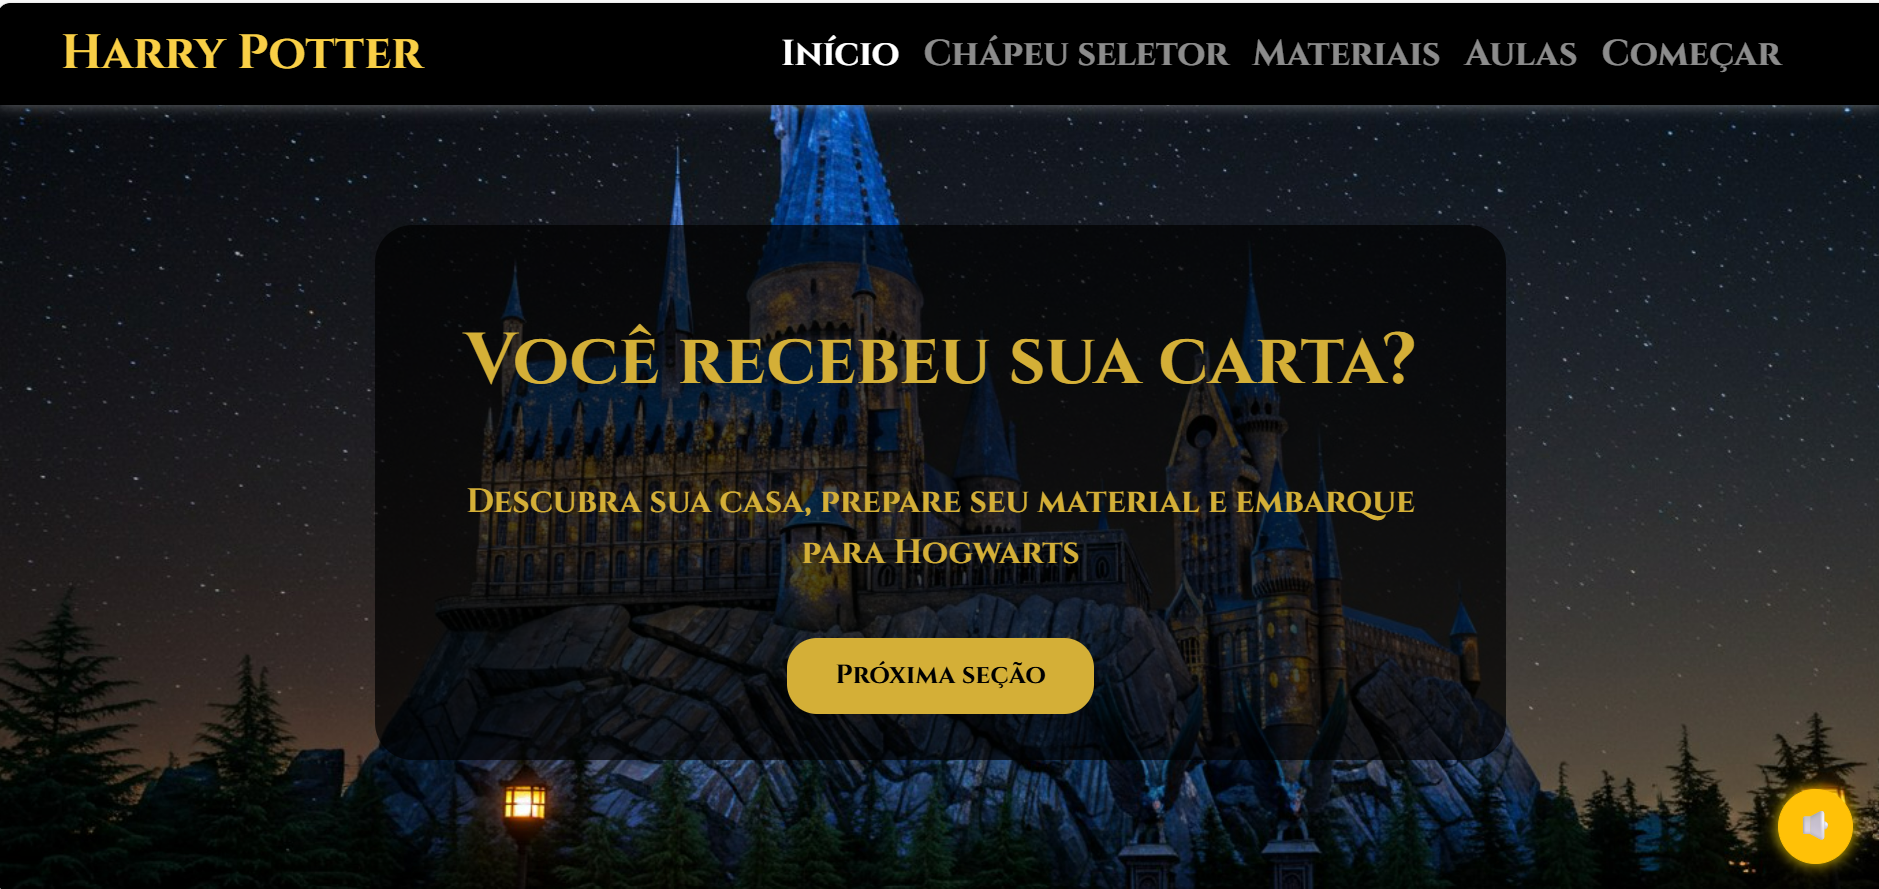 Harry Potter
Início Chápeu seletor Materiais Aulas Começar
Você recebeu sua carta?
Descubra sua casa, prepare seu material e embarque
para Hogwarts
Próxima seção